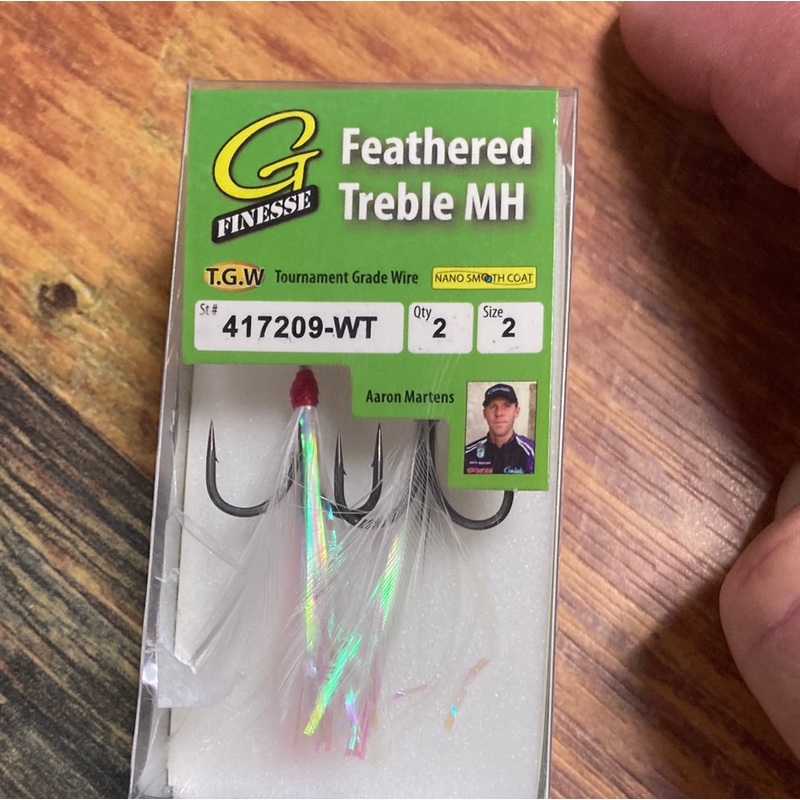 G
FINESSE
Feathered
Treble MH
T.G.W Tournament Grade Wire NANO SMOOTH COAT
St# 417209-WT Qty 2 Size 2
Aaron Martens